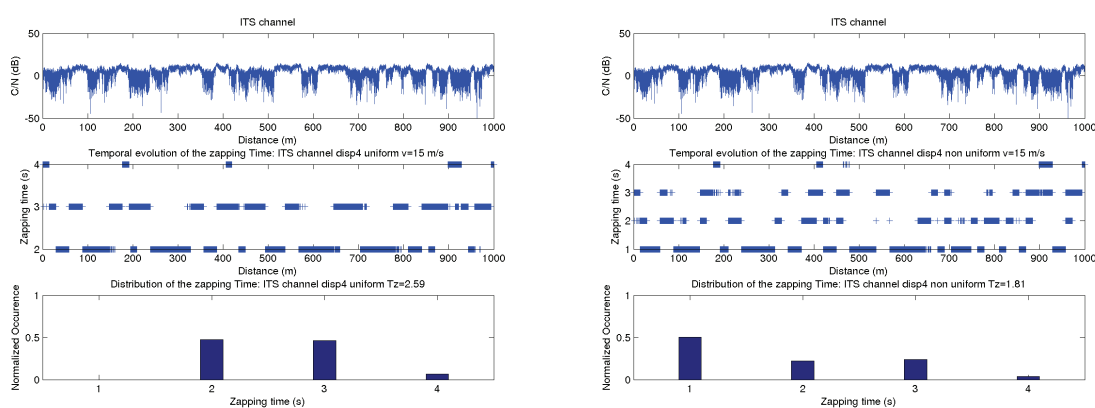 ITS channel
50
0
-50
C/N (dB)
0 100 200 300 400 500 600 700 800 900 1000
Distance (m)
Temporal evolution of the zapping Time: ITS channel disp4 uniform v=15 m/s
4
3
2
Zapping time (s)
0 100 200 300 400 500 600 700 800 900 1000
Distance (m)
Distribution of the zapping Time: ITS channel disp4 uniform Tz=2.59
1
0.5
0
Normalized Occurence
1 2 3 4
Zapping time (s)
ITS channel
50
0
-50
C/N (dB)
0 100 200 300 400 500 600 700 800 900 1000
Distance (m)
Temporal evolution of the zapping Time: ITS channel disp4 non uniform v=15 m/s
4
3
2
1
Zapping time (s)
0 100 200 300 400 500 600 700 800 900 1000
Distance (m)
Distribution of the zapping Time: ITS channel disp4 non uniform Tz=1.81
1
0.5
0
Normalized Occurence
1 2 3 4
Zapping time (s)